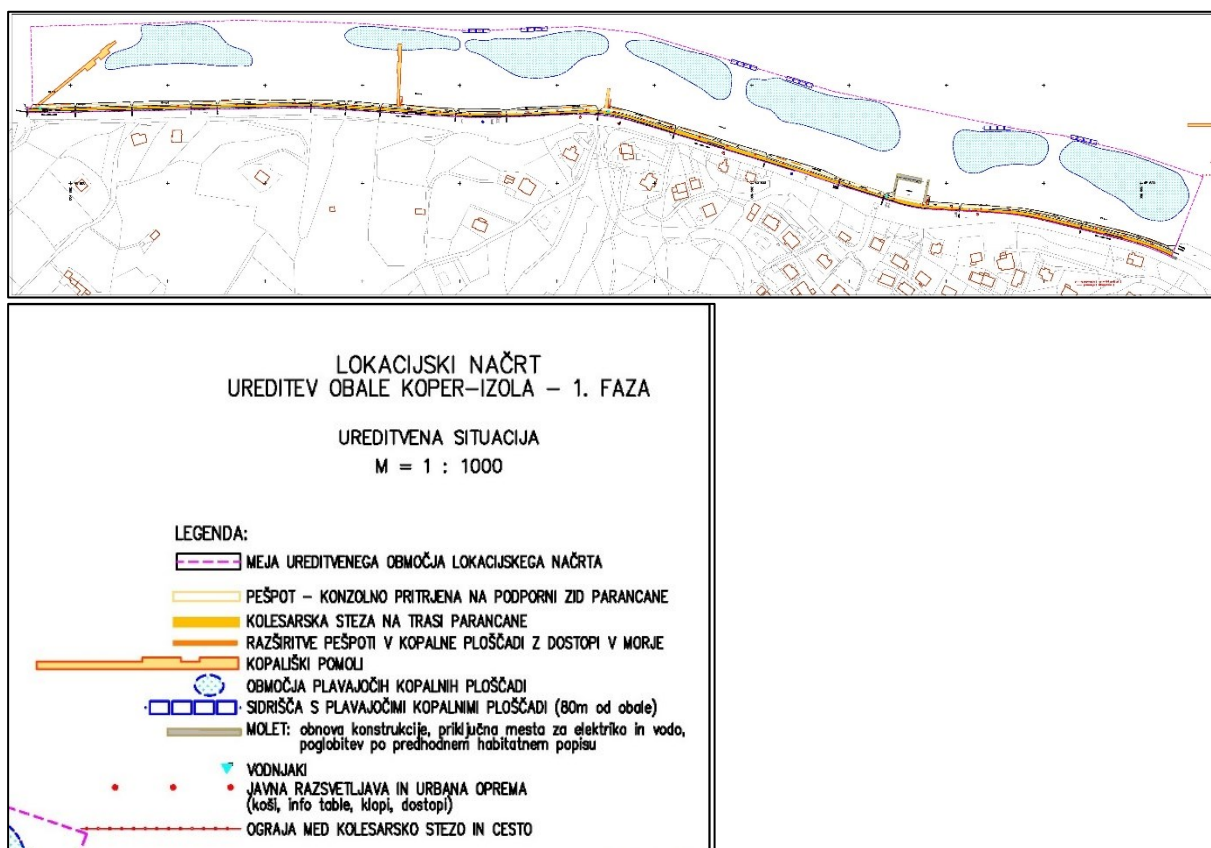 LOKACIJSKI NAČRT
UREDITEV OBALE KOPER-IZOLA - 1. FAZA
UREDITVENA SITUACIJA
M = 1 : 1000
LEGENDA:
MEJA UREDITVENEGA OBMOČJA LOKACIJSKEGA NAČRTA
PEŠPOT - KONZOLNO PRITRJENA NA PODPORNI ZID PARANCANE
KOLESARSKA STEZA NA TRASI PARANCANE
RAZŠIRITVE PEŠPOTI V KOPALNE PLOŠČADI Z DOSTOPI V MORJE
KOPALIŠKI POMOLI
OBMOČJA PLAVAJOČIH KOPALNIH PLOŠČADI
SIDRIŠČA S PLAVAJOČIMI KOPALNIMI PLOŠČADI (80m od obale)
MOLET: obnova konstrukcije, priključna mesta za elektriko in vodo,
poglobitev po predhodnem habitatnem popisu
VODNJAKI
JAVNA RAZSVETLJAVA IN URBANA OPREMA
(koši, info table, klopi, dostopi)
OGRAJA MED KOLESARSKO STEZO IN CESTO